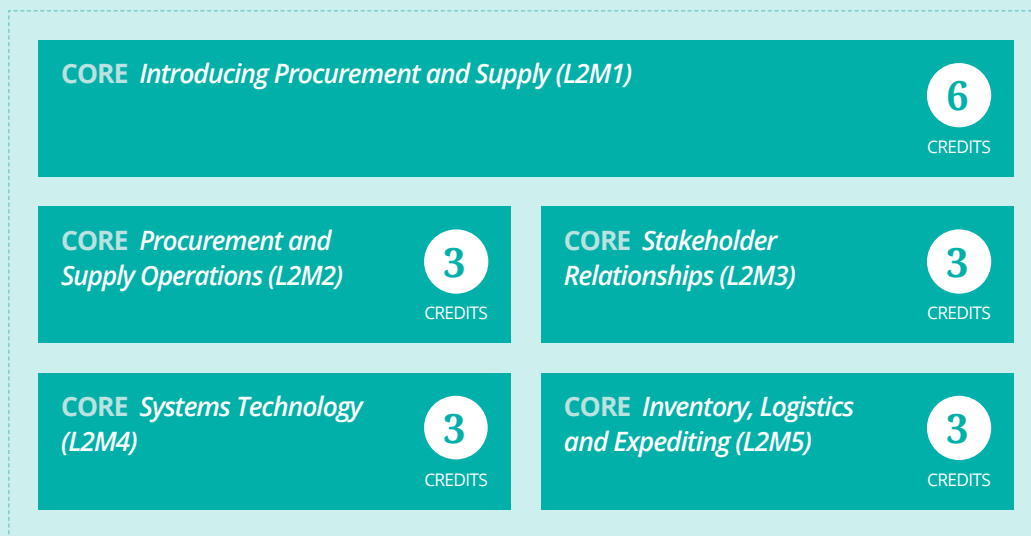 CORE Introducing Procurement and Supply (L2M1)
6
CREDITS
CORE Procurement and
Supply Operations (L2M2)
3
CREDITS
CORE Stakeholder
Relationships (L2M3)
3
CREDITS
CORE Systems Technology
(L2M4)
3
CREDITS
CORE Inventory, Logistics
and Expediting (L2M5)
3
CREDITS